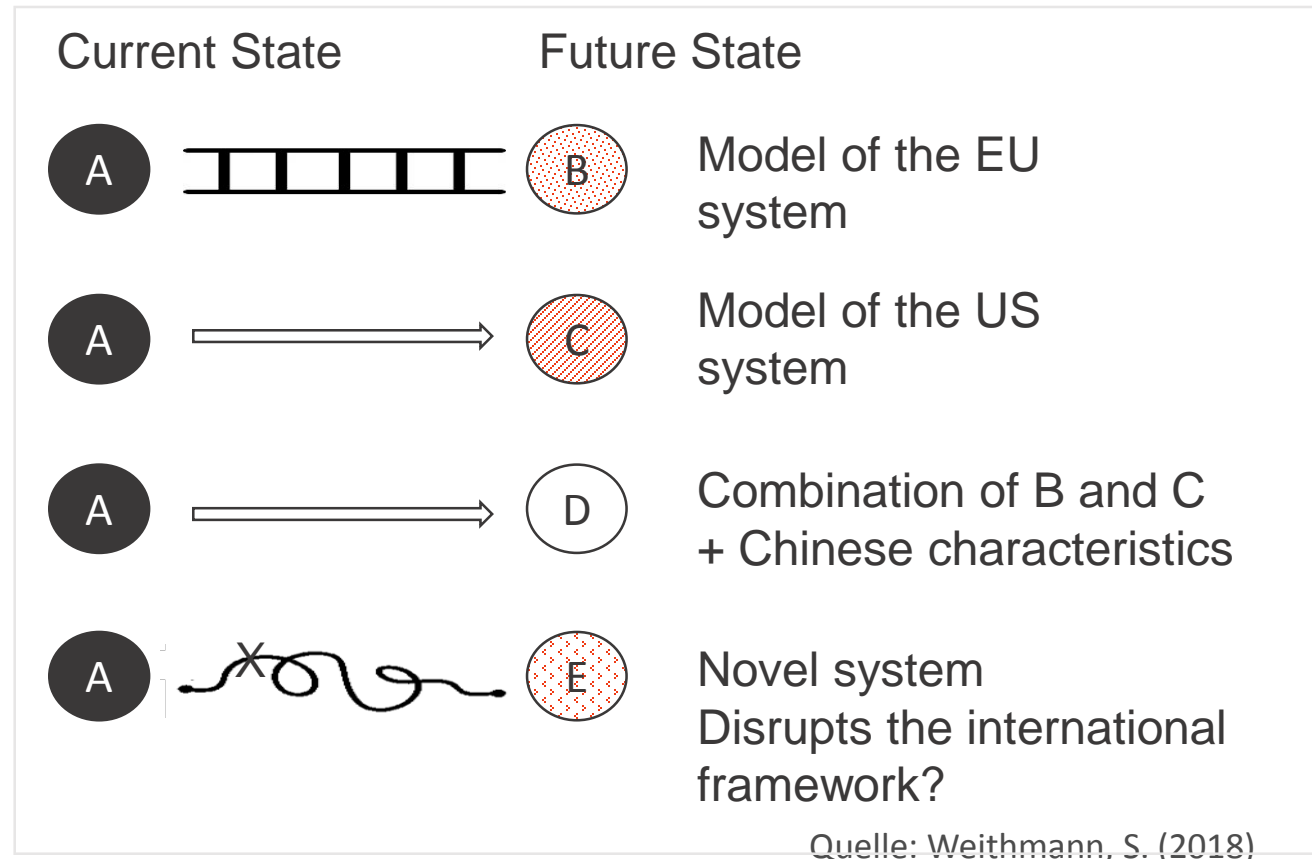 Current State Future State
A B Model of the EU
system
A C Model of the US
system
A D Combination of B and C
+ Chinese characteristics
A X E Novel system
Disrupts the international
framework?
Quelle: Weithmann, S. (2018)